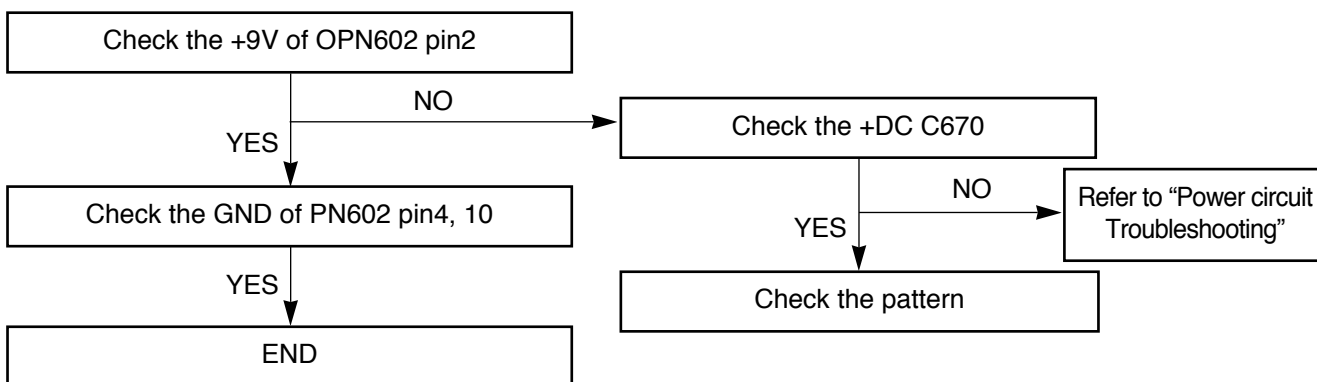 Check the +9V of OPN602 pin2
NO
YES
Check the +DC C670
Check the GND of PN602 pin4, 10
NO
YES
Refer to “Power circuit
Troubleshooting”
YES
Check the pattern
END